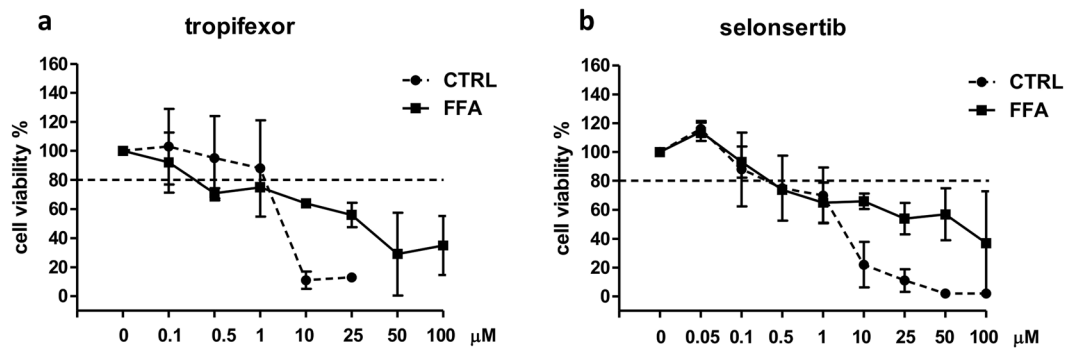 a tropifexor
cell viability %
160
140
120
100
80
60
40
20
0
CTRL
FFA
0 0.1 0.5 1 10 25 50 100 μM
b selonsertib
cell viability %
160
140
120
100
80
60
40
20
0
CTRL
FFA
0 0.05 0.1 0.5 1 10 25 50 100 μM